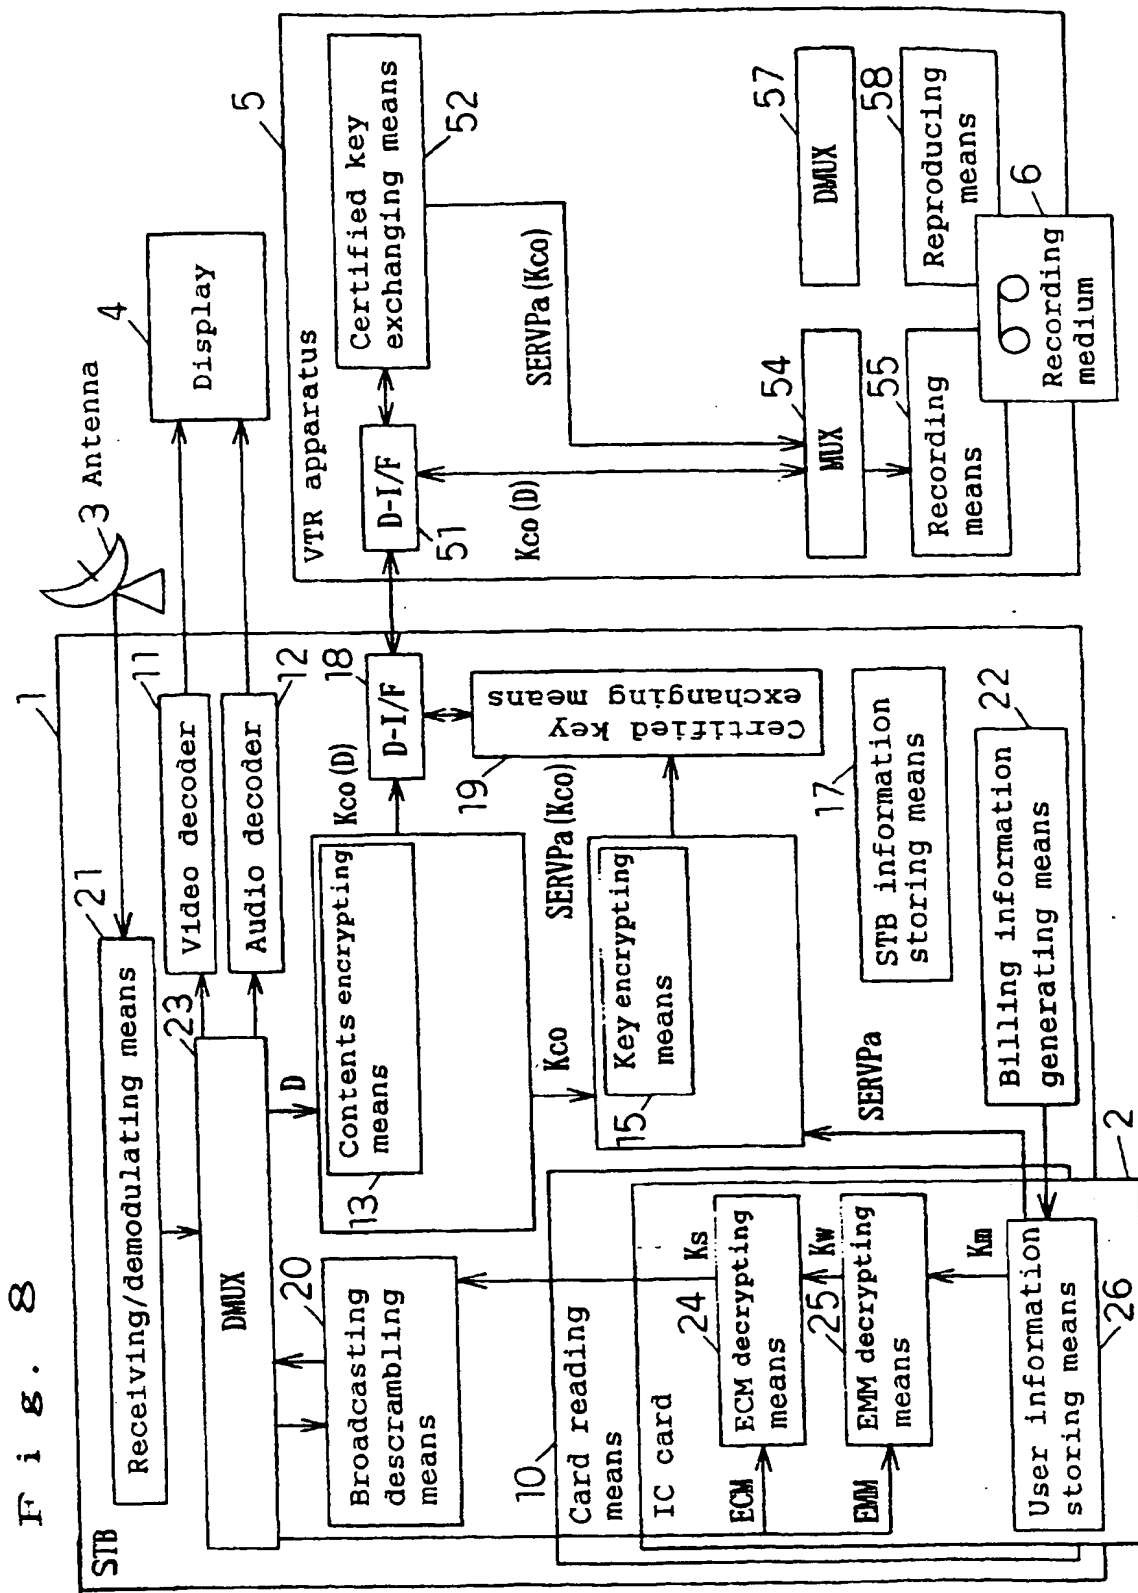 Fig. 8
STB
1
Receiving/demodulating means
21
3 Antenna
Video decoder
11
Audio decoder
12
4
Display
DMUX
23
D
Broadcasting
descrambling
means
20
Contents encrypting
means
13
Kco(D)
D-I/F
18
Certified key
exchanging means
19
Kco
SERVPa(Kco)
Key encrypting
means
15
STB information
storing means
17
Billing information
generating means
22
SERVPa
10
Card reading
means
IC card
2
ECM
ECM decrypting
means
24
Ks
Kw
EMM
EMM decrypting
means
25
Km
User information
storing means
26
VTR apparatus
5
D-I/F
51
Certified key
exchanging means
52
Kco(D)
SERVPa(Kco)
MUX
54
DMUX
57
Recording
means
55
Reproducing
means
58
Recording
medium
6